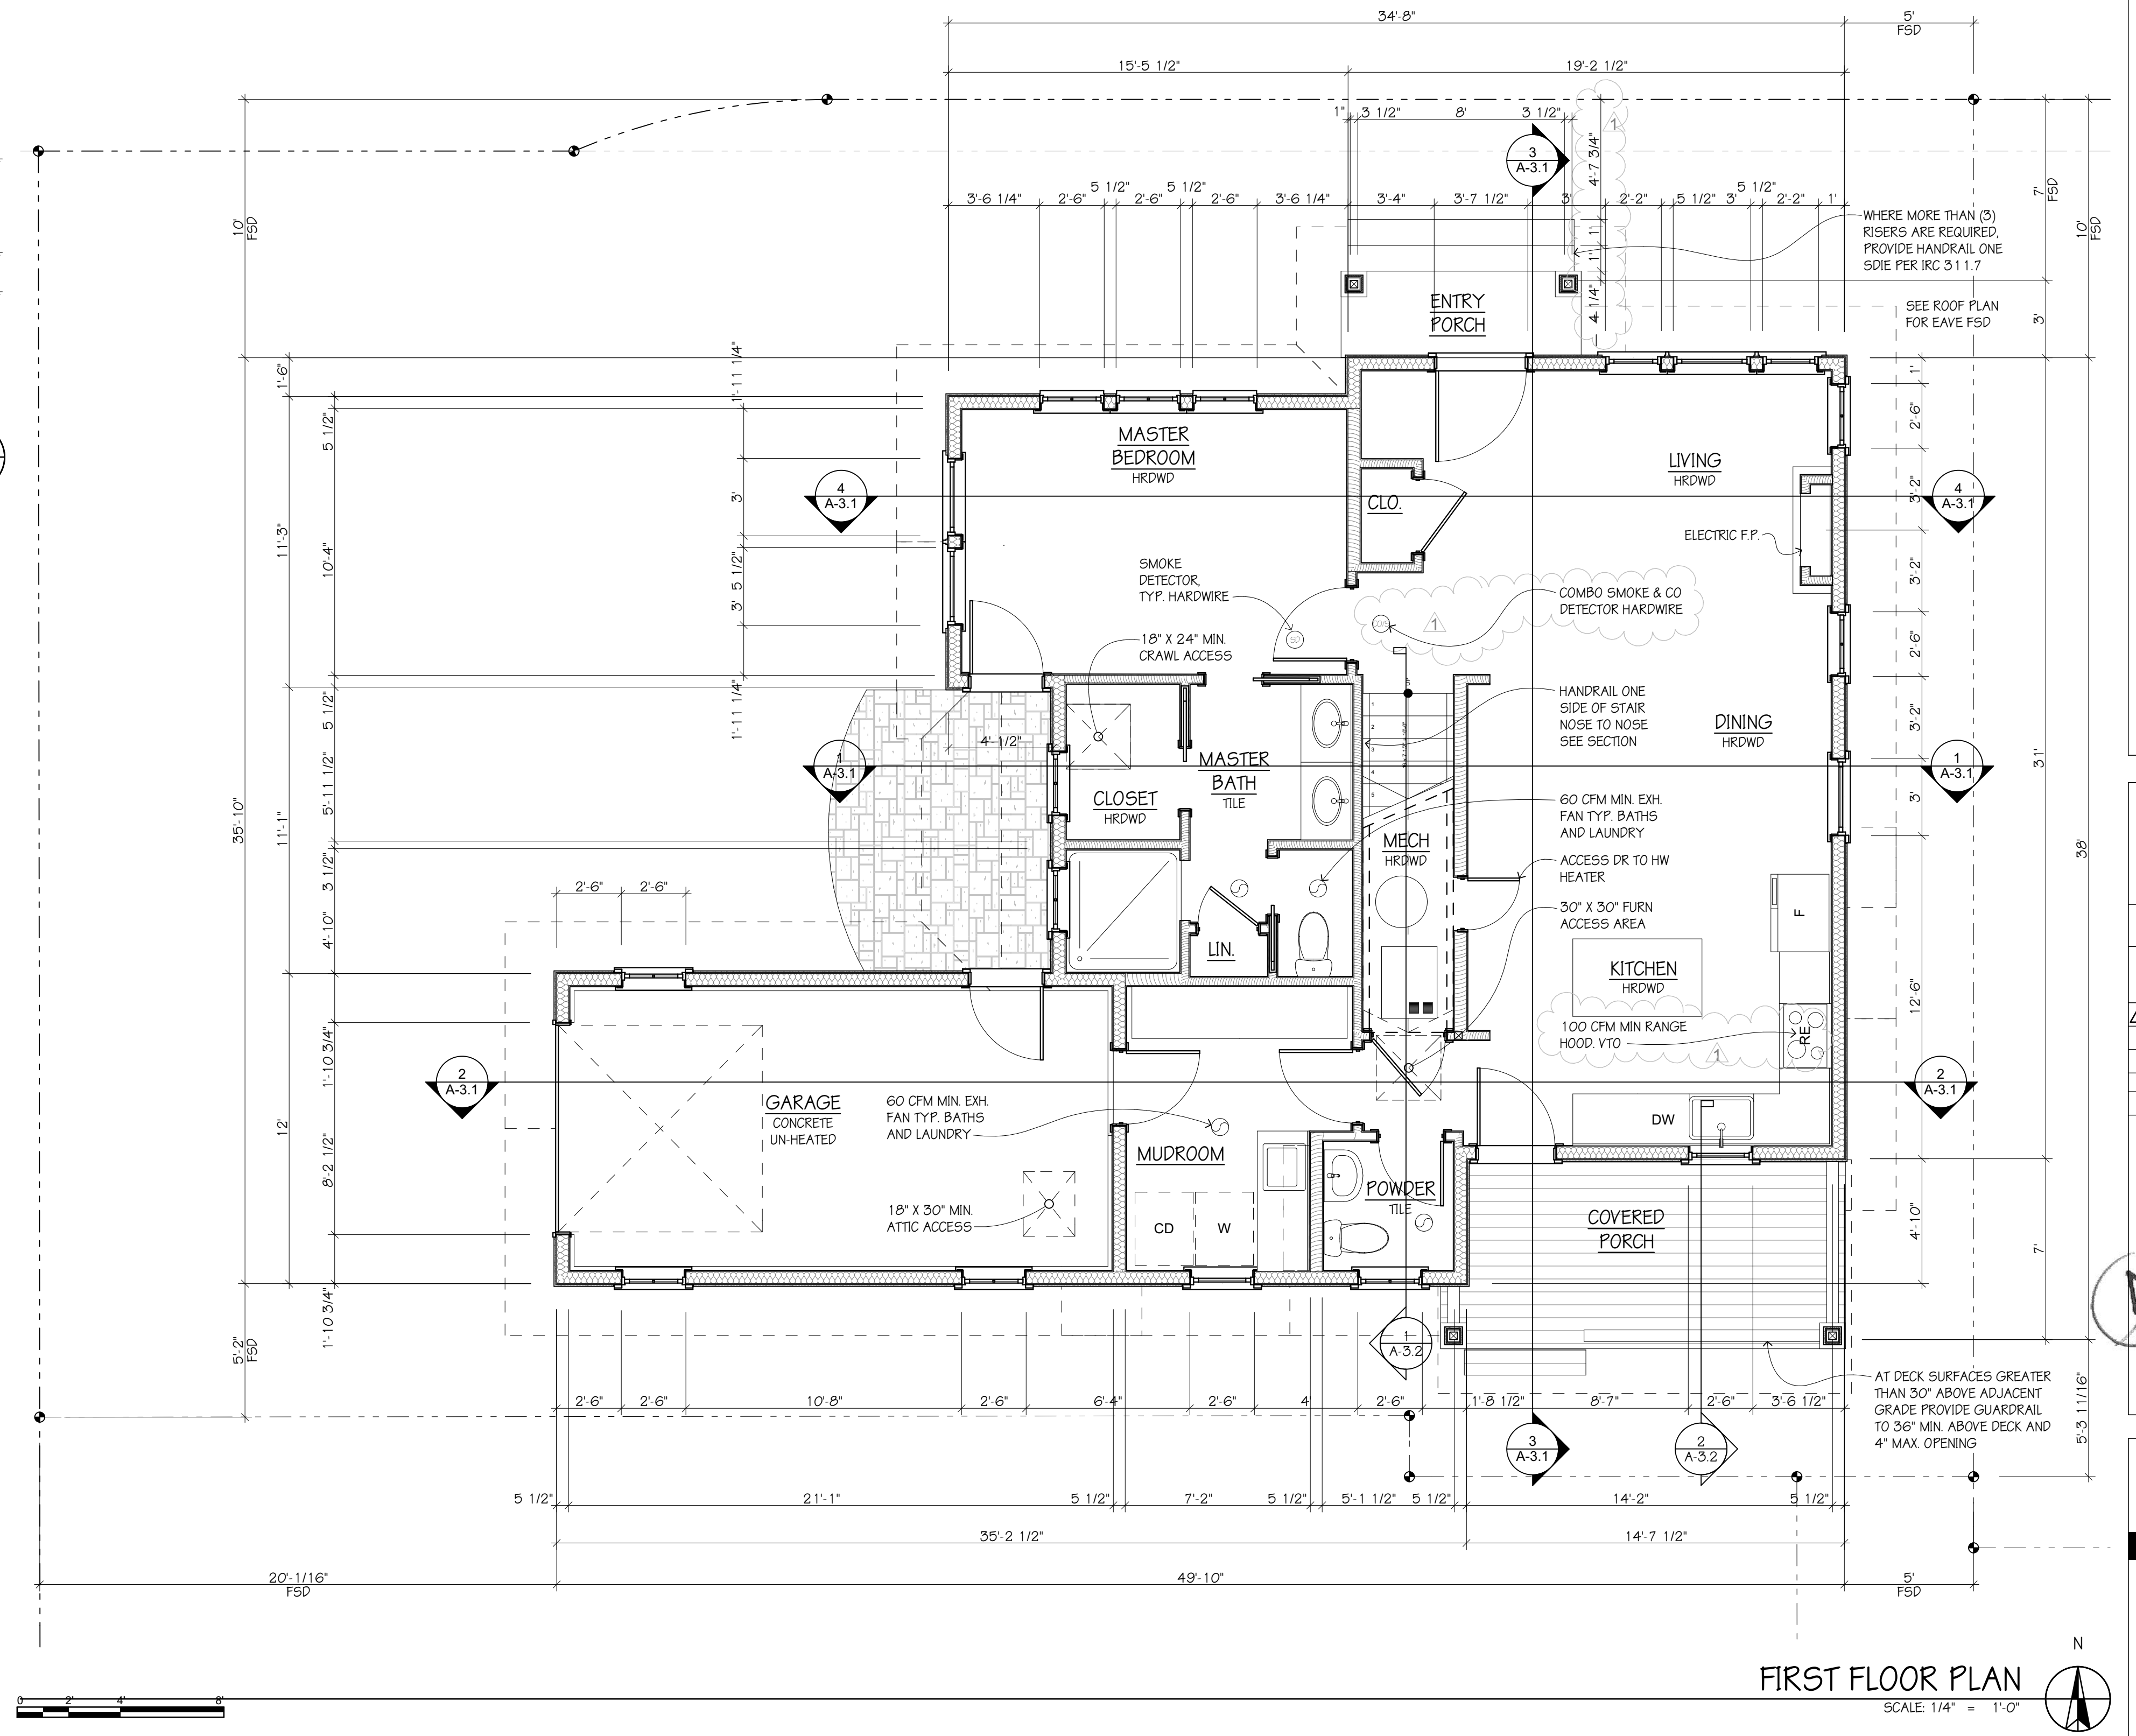 34'-8"
5'
FSD
15'-5 1/2"
19'-2 1/2"
1"
3 1/2"
8'
3 1/2"
1
3
A-3.1
4'-7 3/4"
7'
FSD
10'
FSD
10'
FSD
3'-6 1/4"
2'-6"
5 1/2"
2'-6"
5 1/2"
2'-6"
3'-6 1/4"
3'-4"
3'-7 1/2"
3'
2'-2"
5 1/2"
3'
5 1/2"
2'-2"
1'
WHERE MORE THAN (3)
RISERS ARE REQUIRED,
PROVIDE HANDRAIL ONE
SDIE PER IRC 311.7
1'
1'
4 1/4"
ENTRY
PORCH
SEE ROOF PLAN
FOR EAVE FSD
3'
1'-6"
1'-11 1/4"
5 1/2"
MASTER
BEDROOM
HRDWD
LIVING
HRDWD
1'
2'-6"
3'-2"
4
A-3.1
4
A-3.1
3'
CLO.
ELECTRIC F.P.
11'-3"
10'-4"
5 1/2"
3'
3'-2"
SMOKE
DETECTOR,
TYP. HARDWIRE
SD
COMBO SMOKE & CO
DETECTOR HARDWIRE
1
2'-6"
18" X 24" MIN.
CRAWL ACCESS
1'-11 1/4"
5 1/2"
HANDRAIL ONE
SIDE OF STAIR
NOSE TO NOSE
SEE SECTION
1
2
3
4
5
DINING
HRDWD
3'-2"
4'-1/2"
1
A-3.1
1
A-3.1
MASTER
BATH
TILE
CLOSET
HRDWD
31'
3'
35'-10"
11'-1"
5'-11 1/2"
60 CFM MIN. EXH.
FAN TYP. BATHS
AND LAUNDRY
MECH
HRDWD
38'
ACCESS DR TO HW
HEATER
3 1/2"
2'-6"
2'-6"
4'-10"
30" X 30" FURN
ACCESS AREA
F
LIN.
KITCHEN
HRDWD
12'-6"
100 CFM MIN RANGE
HOOD. VTO
1
RE
1'-10 3/4"
2
A-3.1
2
A-3.1
GARAGE
CONCRETE
UN-HEATED
60 CFM MIN. EXH.
FAN TYP. BATHS
AND LAUNDRY
12'
8'-2 1/2"
MUDROOM
DW
POWDER
TILE
18" X 30" MIN.
ATTIC ACCESS
CD
W
COVERED
PORCH
4'-10"
7'
1'-10 3/4"
5'-2"
FSD
1
A-3.2
AT DECK SURFACES GREATER
THAN 30" ABOVE ADJACENT
GRADE PROVIDE GUARDRAIL
TO 36" MIN. ABOVE DECK AND
4" MAX. OPENING
5'-3 11/16"
2'-6"
2'-6"
10'-8"
2'-6"
6'-4"
2'-6"
4'
2'-6"
1'-8 1/2"
8'-7"
2'-6"
3'-6 1/2"
3
A-3.1
2
A-3.2
5 1/2"
21'-1"
5 1/2"
7'-2"
5 1/2"
5'-1 1/2"
5 1/2"
14'-2"
5 1/2"
35'-2 1/2"
14'-7 1/2"
20'-1/16"
FSD
49'-10"
5'
FSD
N
FIRST FLOOR PLAN
SCALE: 1/4" = 1'-0"
0 2' 4' 8'